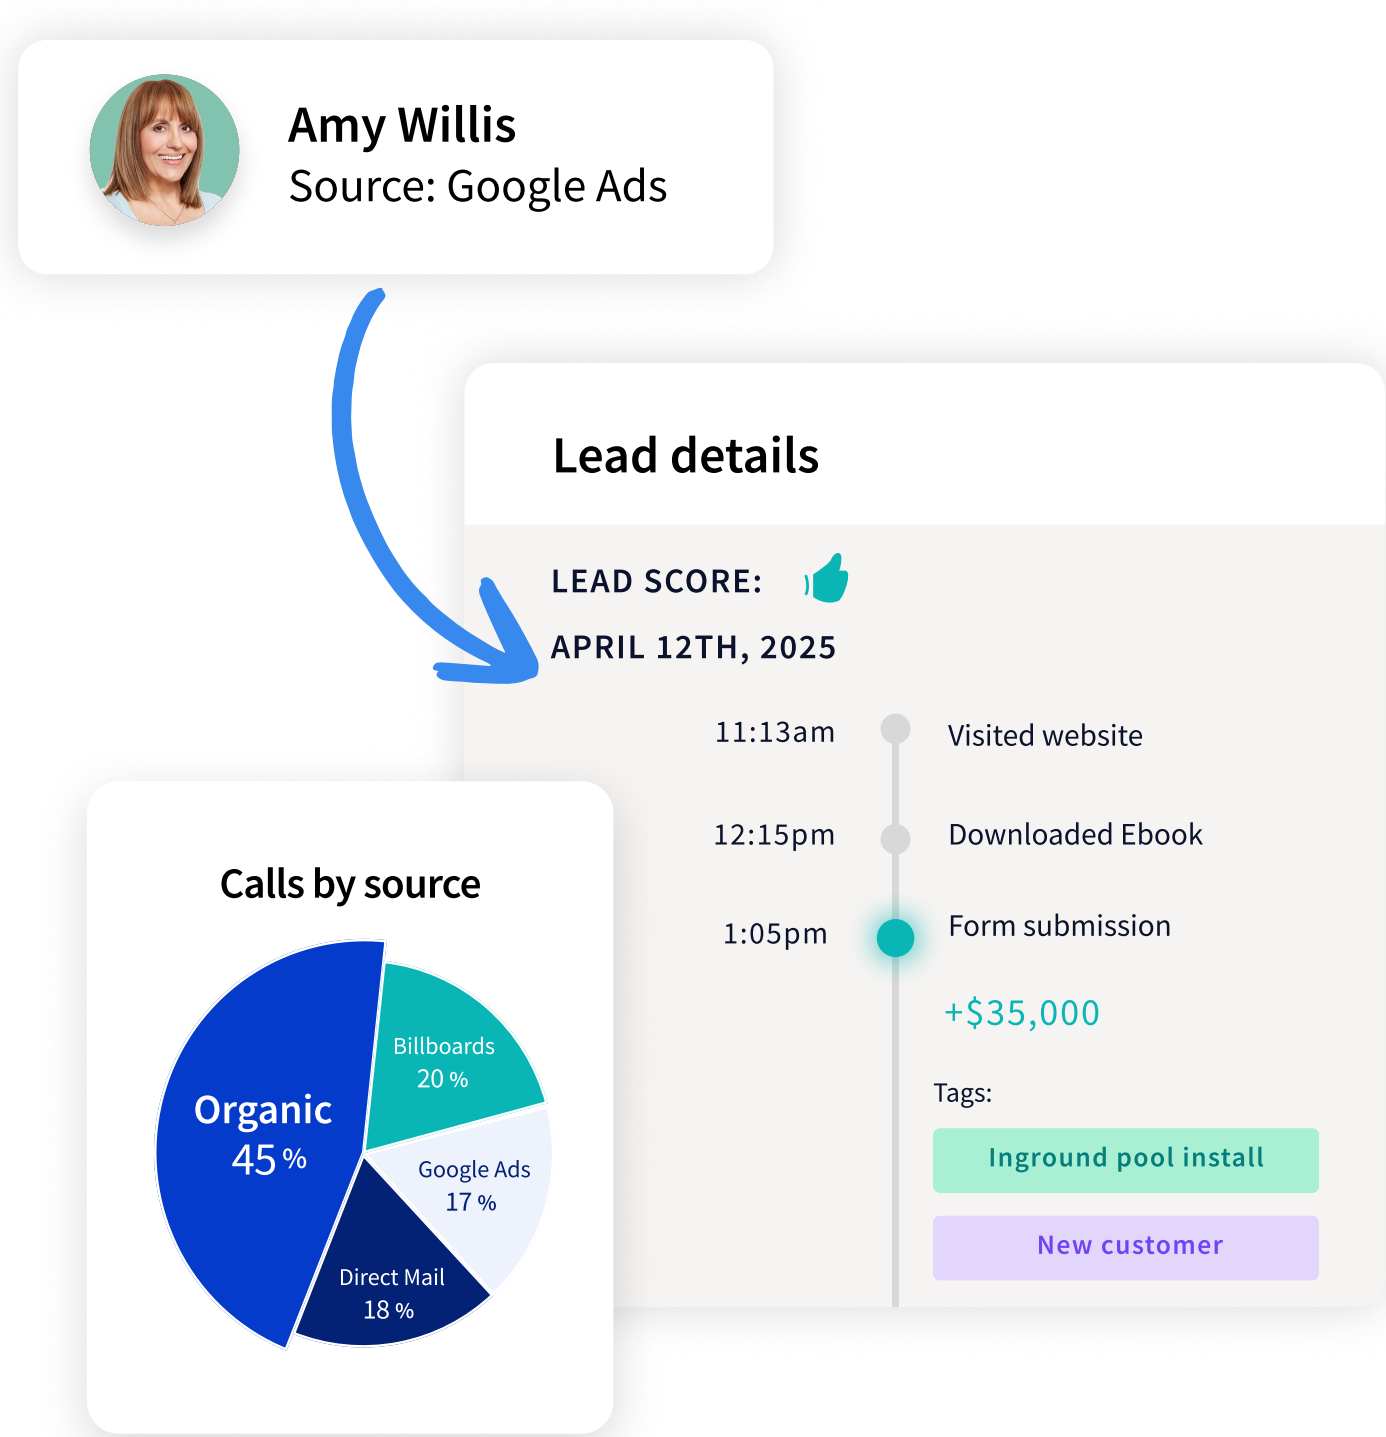 Amy Willis
Source: Google Ads
Lead details
LEAD SCORE:
APRIL 12TH, 2025
11:13am
Visited website
12:15pm
Downloaded Ebook
1:05pm
Form submission
+$35,000
Tags:
Inground pool install
New customer
Calls by source
Organic
45 %
Billboards
20 %
Google Ads
17 %
Direct Mail
18 %